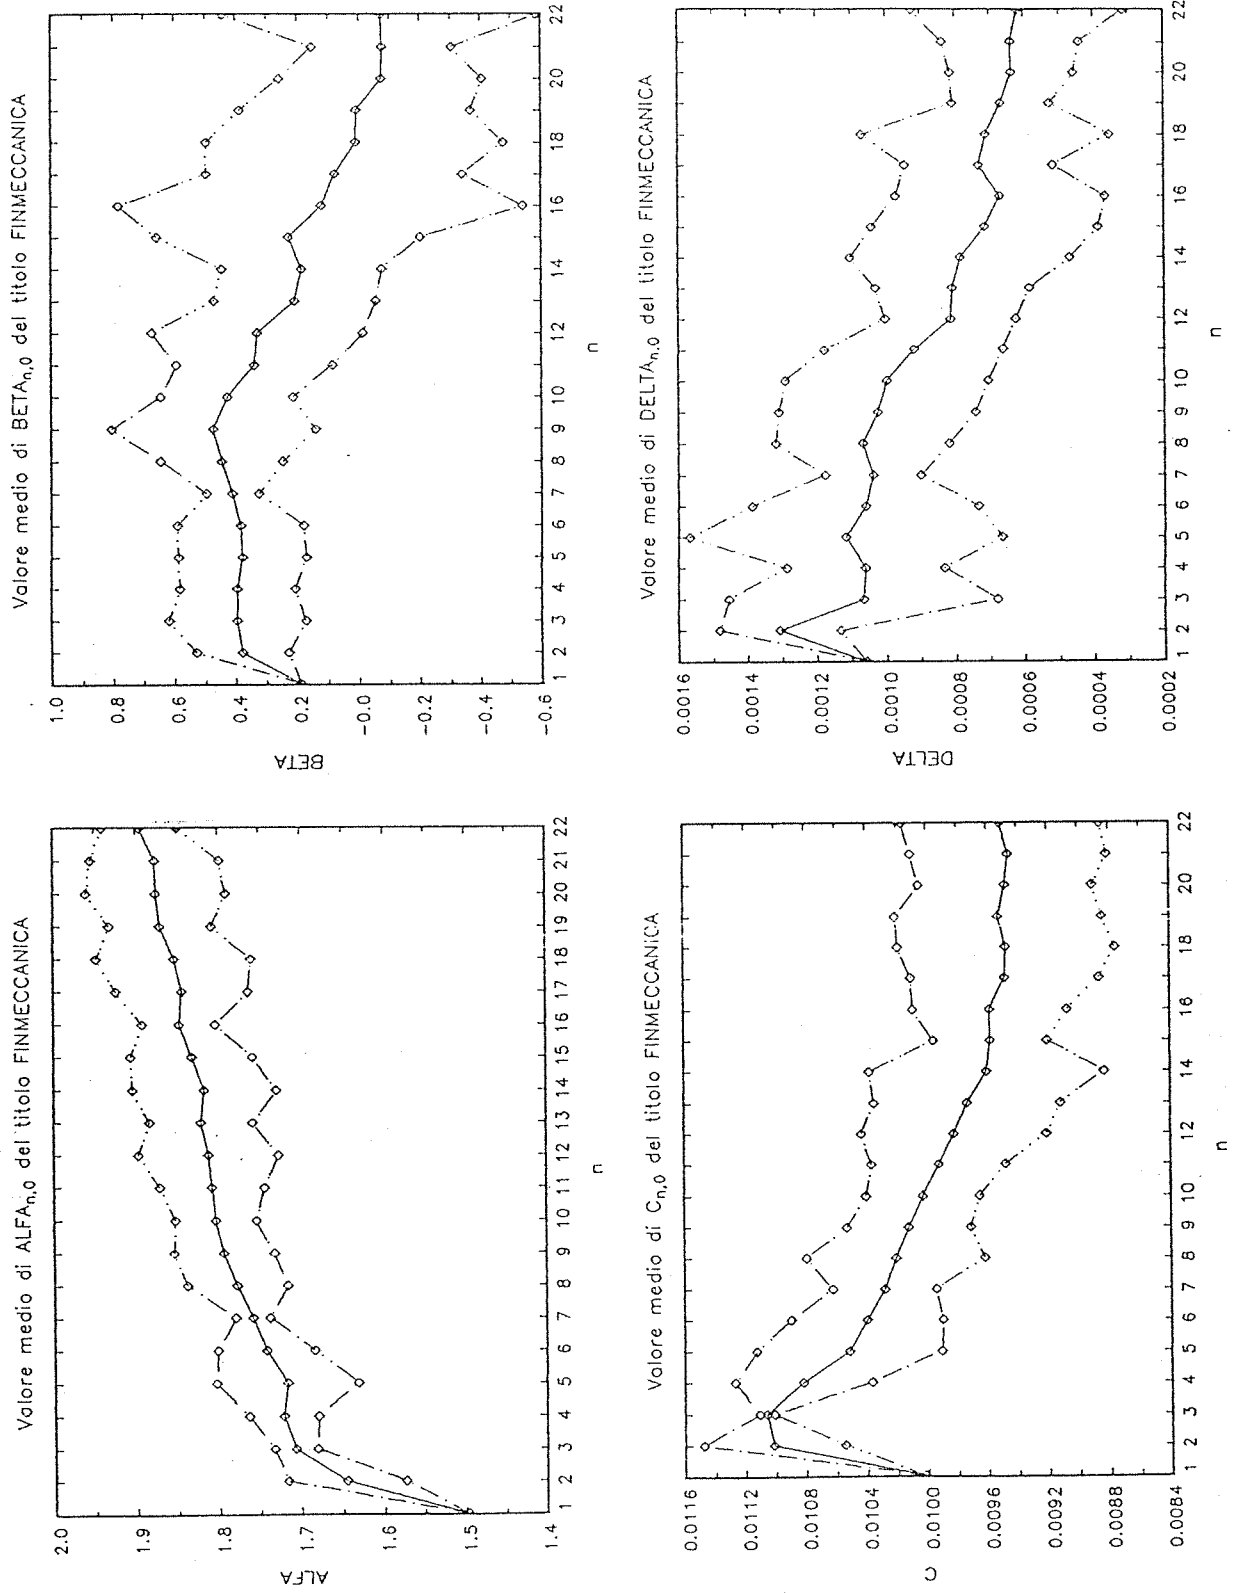 Valore medio di ALFAn,0 del titolo FINMECCANICA
2.0
1.9
1.8
1.7
1.5
1.4
ALFA
1 2 3 4 5 6 7 8 9 10 11 12 13 14 15 16 17 18 19 20 21 22
n
Valore medio di BETAn,0 del titolo FINMECCANICA
1.0
0.8
0.6
0.4
0.2
-0.0
-0.2
-0.4
-0.6
BETA
1 2 3 4 5 6 7 8 9 10 12 14 16 18 20 22
n
Valore medio di Cn,0 del titolo FINMECCANICA
0.0116
0.0112
0.0108
0.0104
0.0100
0.0096
0.0092
0.0088
0.0084
C
1 2 3 4 5 6 7 8 9 10 12 14 16 18 20 22
n
Valore medio di DELTAn,0 del titolo FINMECCANICA
0.0016
0.0012
0.0010
0.0008
0.0006
0.0004
0.0002
DELTA
1 2 3 4 5 6 7 8 9 10 12 14 16 18 20 22
n